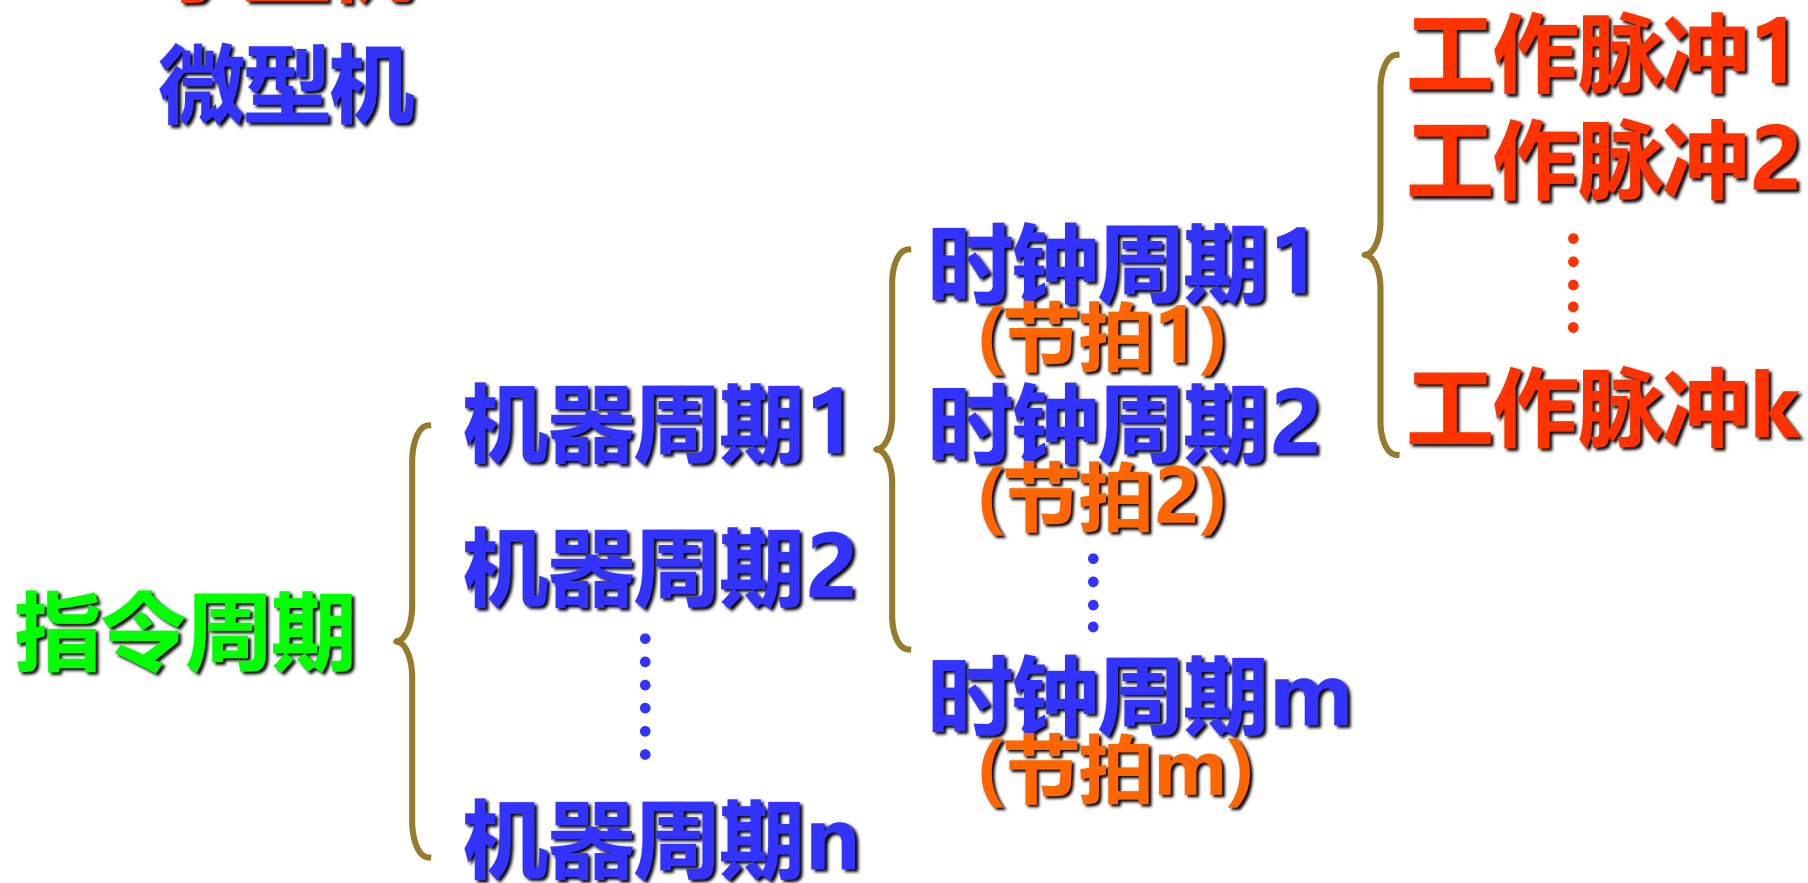 微型机
工作脉冲1
工作脉冲2
工作脉冲k
时钟周期1
(节拍1)
时钟周期2
(节拍2)
时钟周期m
(节拍m)
机器周期1
机器周期2
机器周期n
指令周期